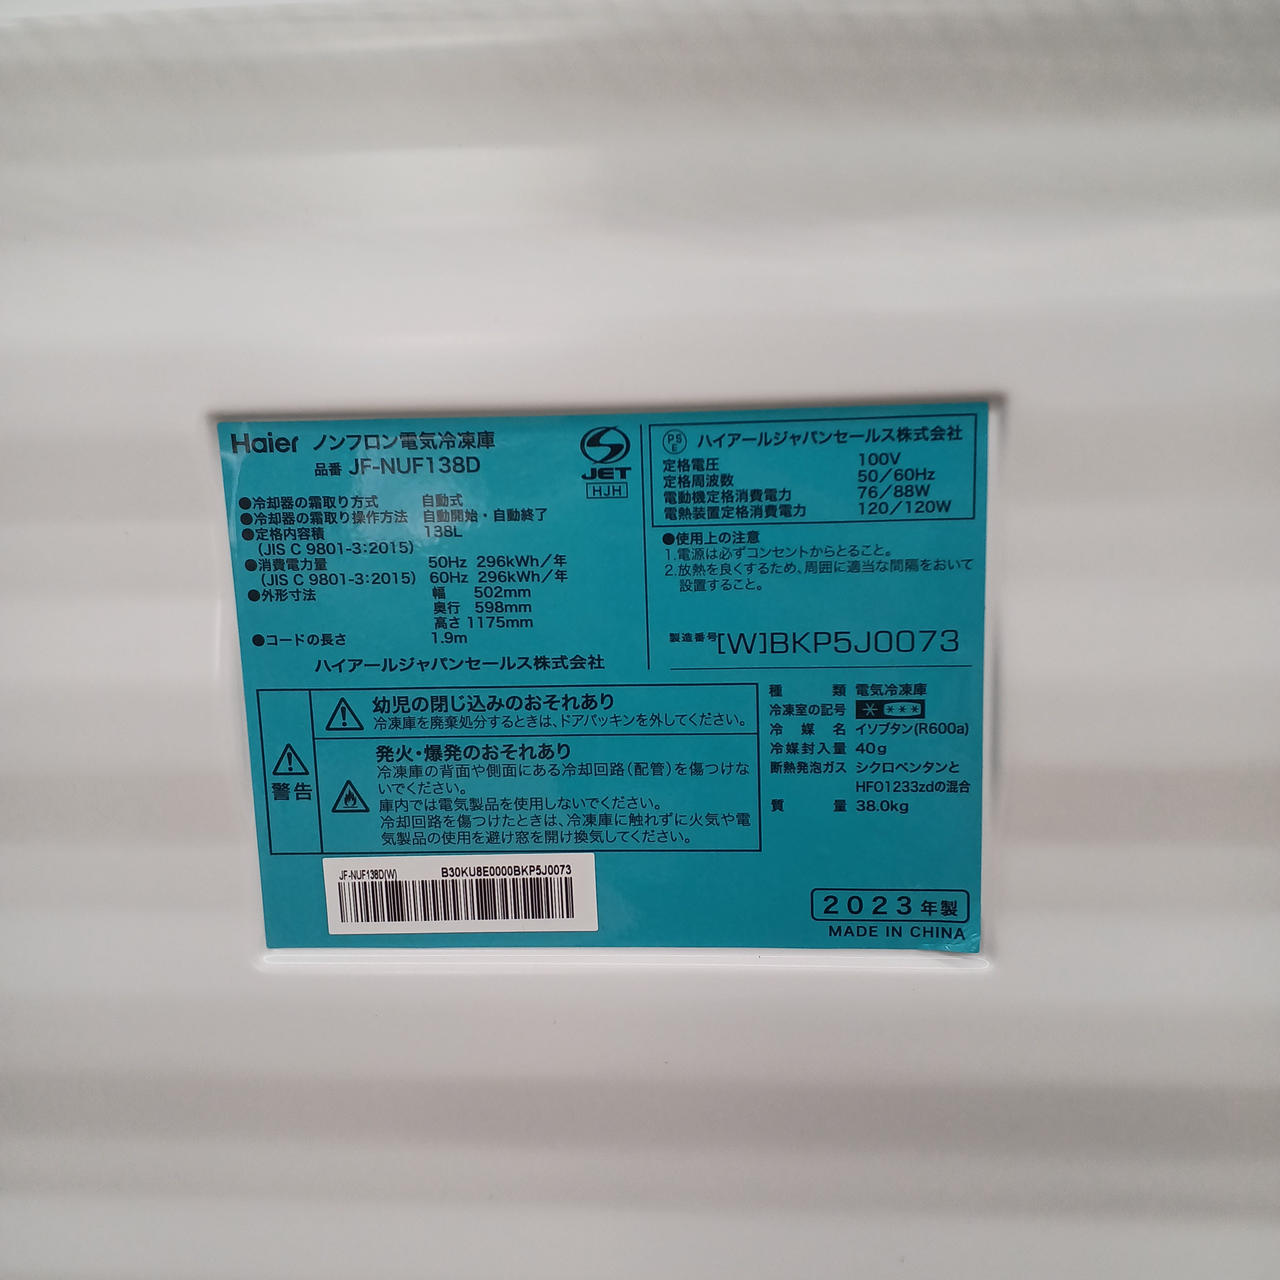 Haier ノンフロン電気冷凍庫
品番 JF-NUF138D
JET
HJH
●冷却器の霜取り方式 自動式
●冷却器の霜取り操作方法 自動開始・自動終了
●定格内容積 138L
(JIS C 9801-3:2015)
●消費電力量 50Hz 296kWh/年
(JIS C 9801-3:2015) 60Hz 296kWh/年
●外形寸法 幅 502mm
奥行 598mm
高さ 1175mm
●コードの長さ 1.9m
ハイアールジャパンセールス株式会社
PSE ハイアールジャパンセールス株式会社
定格電圧 100V
定格周波数 50/60Hz
電動機定格消費電力 76/88W
電熱装置定格消費電力 120/120W
●使用上の注意
1.電源は必ずコンセントからとること。
2.放熱を良くするため、周囲に適当な間隔をおいて
設置すること。
製造番号 [W]BKP5J0073
警告
幼児の閉じ込みのおそれあり
冷凍庫を廃棄処分するときは、ドアパッキンを外してください。
発火・爆発のおそれあり
冷凍庫の背面や側面にある冷却回路(配管)を傷つけな
いでください。
庫内では電気製品を使用しないでください。
冷却回路を傷つけたときは、冷凍庫に触れずに火気や電
気製品の使用を避け窓を開け換気してください。
種類 電気冷凍庫
冷凍室の記号 * ***
冷媒名 イソブタン(R600a)
冷媒封入量 40g
断熱発泡ガス シクロペンタンと
HFO1233zdの混合
質量 38.0kg
JF-NUF138D(W) B30KU8E0000BKP5J0073
2023年製
MADE IN CHINA